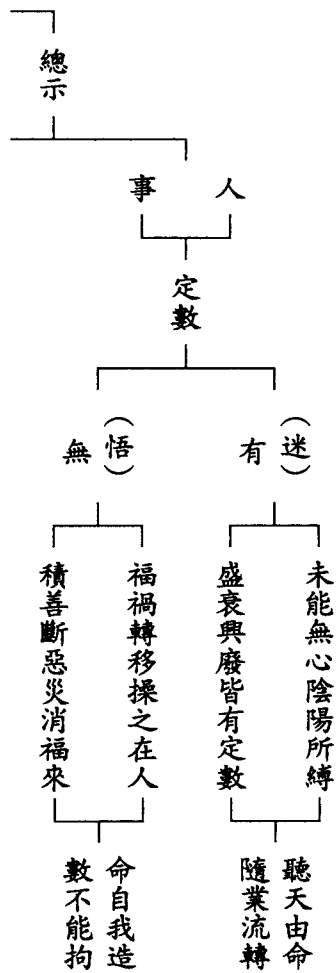 總示
人
事
定數
（迷）
有
（悟）
無
未能無心陰陽所縛
盛衰興廢皆有定數
福禍轉移操之在人
積善斷惡災消福來
聽天由命
隨業流轉
命自我造
數不能拘